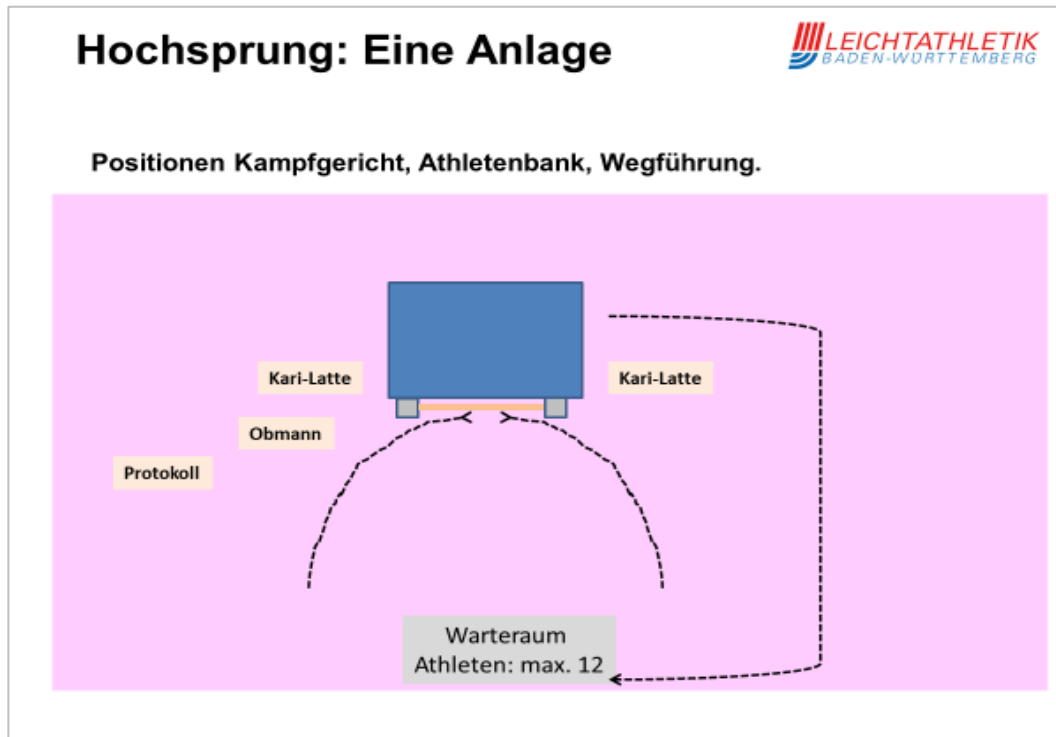 Hochsprung: Eine Anlage
LEICHTATHLETIK
BADEN-WÜRTTEMBERG
Positionen Kampfgericht, Athletenbank, Wegführung.
Kari-Latte
Kari-Latte
Obmann
Protokoll
Warteraum
Athleten: max. 12